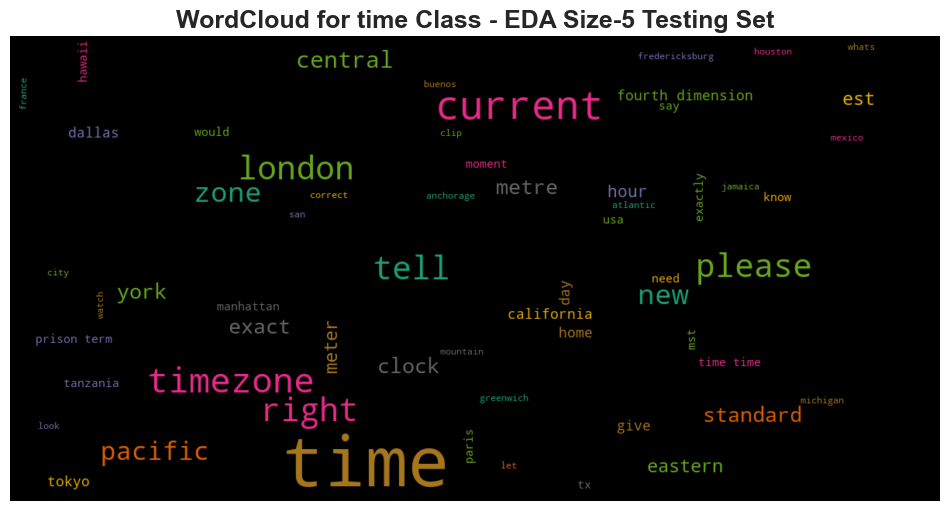 WordCloud for time Class - EDA Size-5 Testing Set
hawaii
central
fredericksburg
houston
whats
france
buenos
current
fourth dimension
say
est
dallas
would
clip
mexico
london
moment
zone
correct
anchorage
metre
hour
atlantic
exactly
jamaica
know
san
usa
city
tell
please
need
york
watch
manhattan
day
new
california
exact
meter
home
prison term
mst
mountain
clock
time time
tanzania
timezone
greenwich
michigan
right
standard
look
give
pacific
time
paris
let
eastern
tokyo
tx